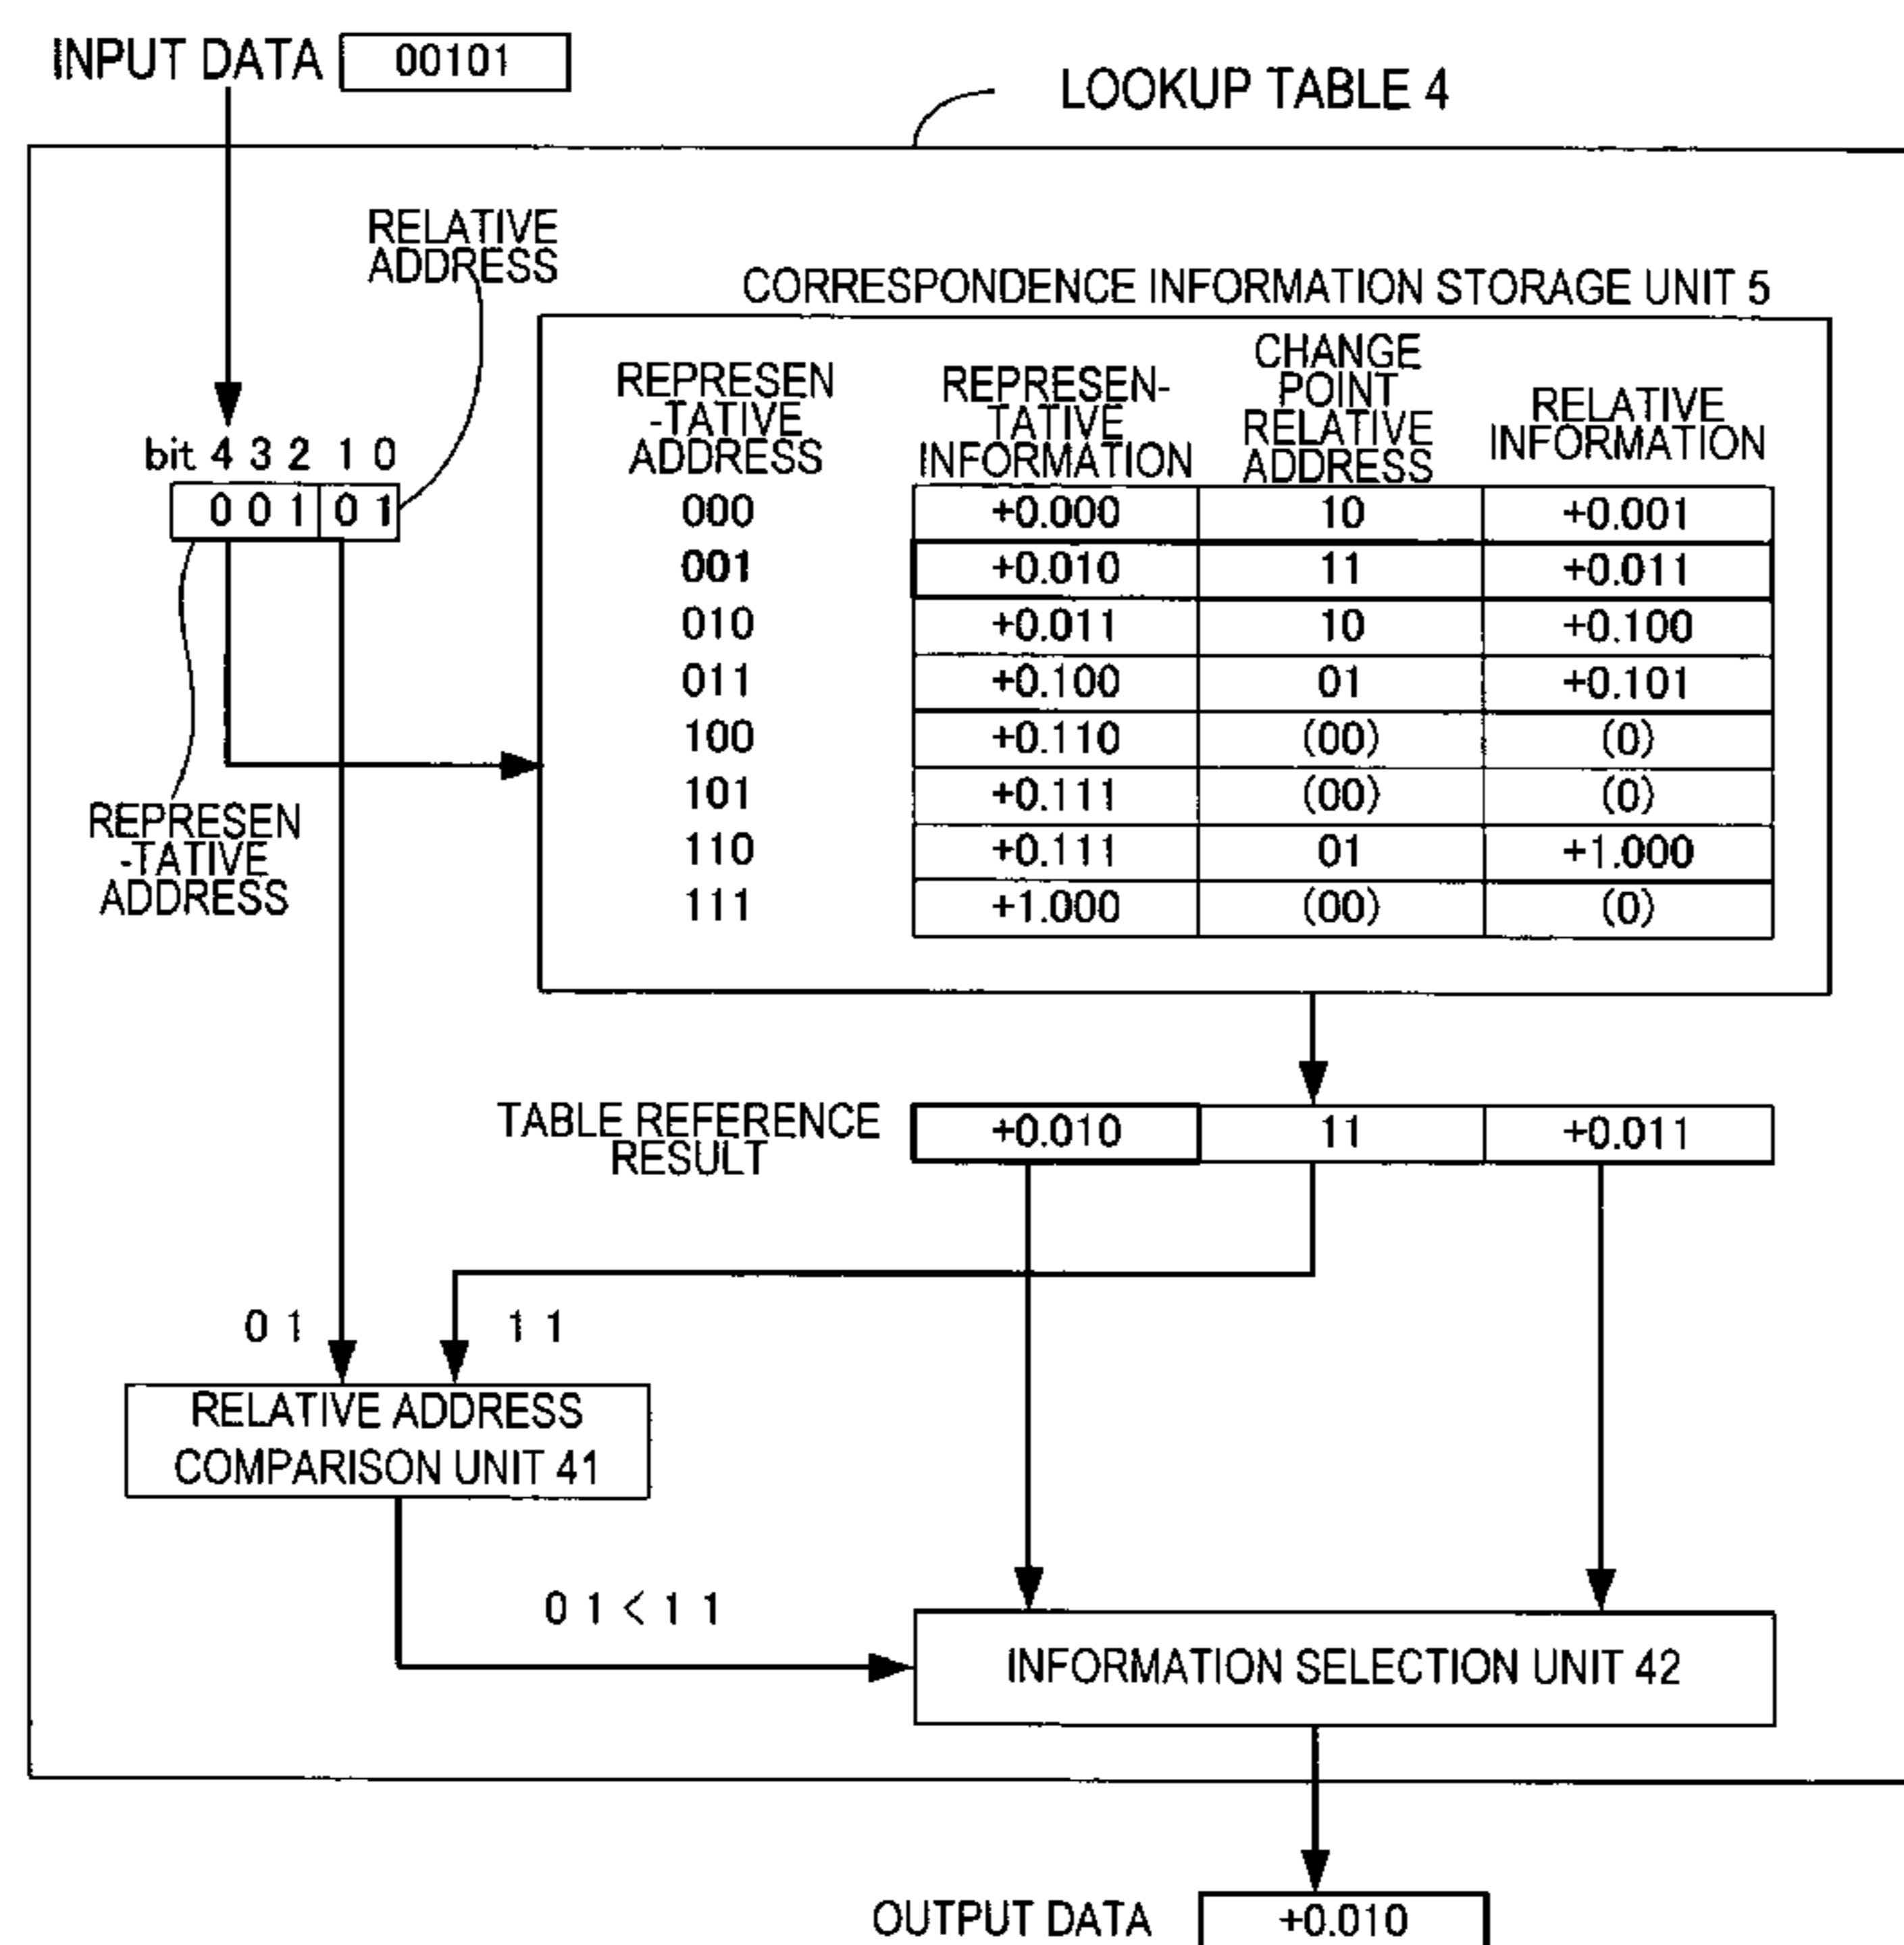 INPUT DATA 00101
LOOKUP TABLE 4
RELATIVE
ADDRESS
CORRESPONDENCE INFORMATION STORAGE UNIT 5
REPRESEN
-TATIVE
ADDRESS
REPRESEN-
TATIVE
INFORMATION
CHANGE
POINT
RELATIVE
ADDRESS
RELATIVE
INFORMATION
bit 4 3 2 1 0
0 0 1 0 1
000 +0.000 10 +0.001
001 +0.010 11 +0.011
010 +0.011 10 +0.100
011 +0.100 01 +0.101
100 +0.110 (00) (0)
101 +0.111 (00) (0)
110 +0.111 01 +1.000
111 +1.000 (00) (0)
REPRESEN
-TATIVE
ADDRESS
TABLE REFERENCE
RESULT
+0.010 11 +0.011
0 1
1 1
RELATIVE ADDRESS
COMPARISON UNIT 41
0 1 < 1 1
INFORMATION SELECTION UNIT 42
OUTPUT DATA +0.010